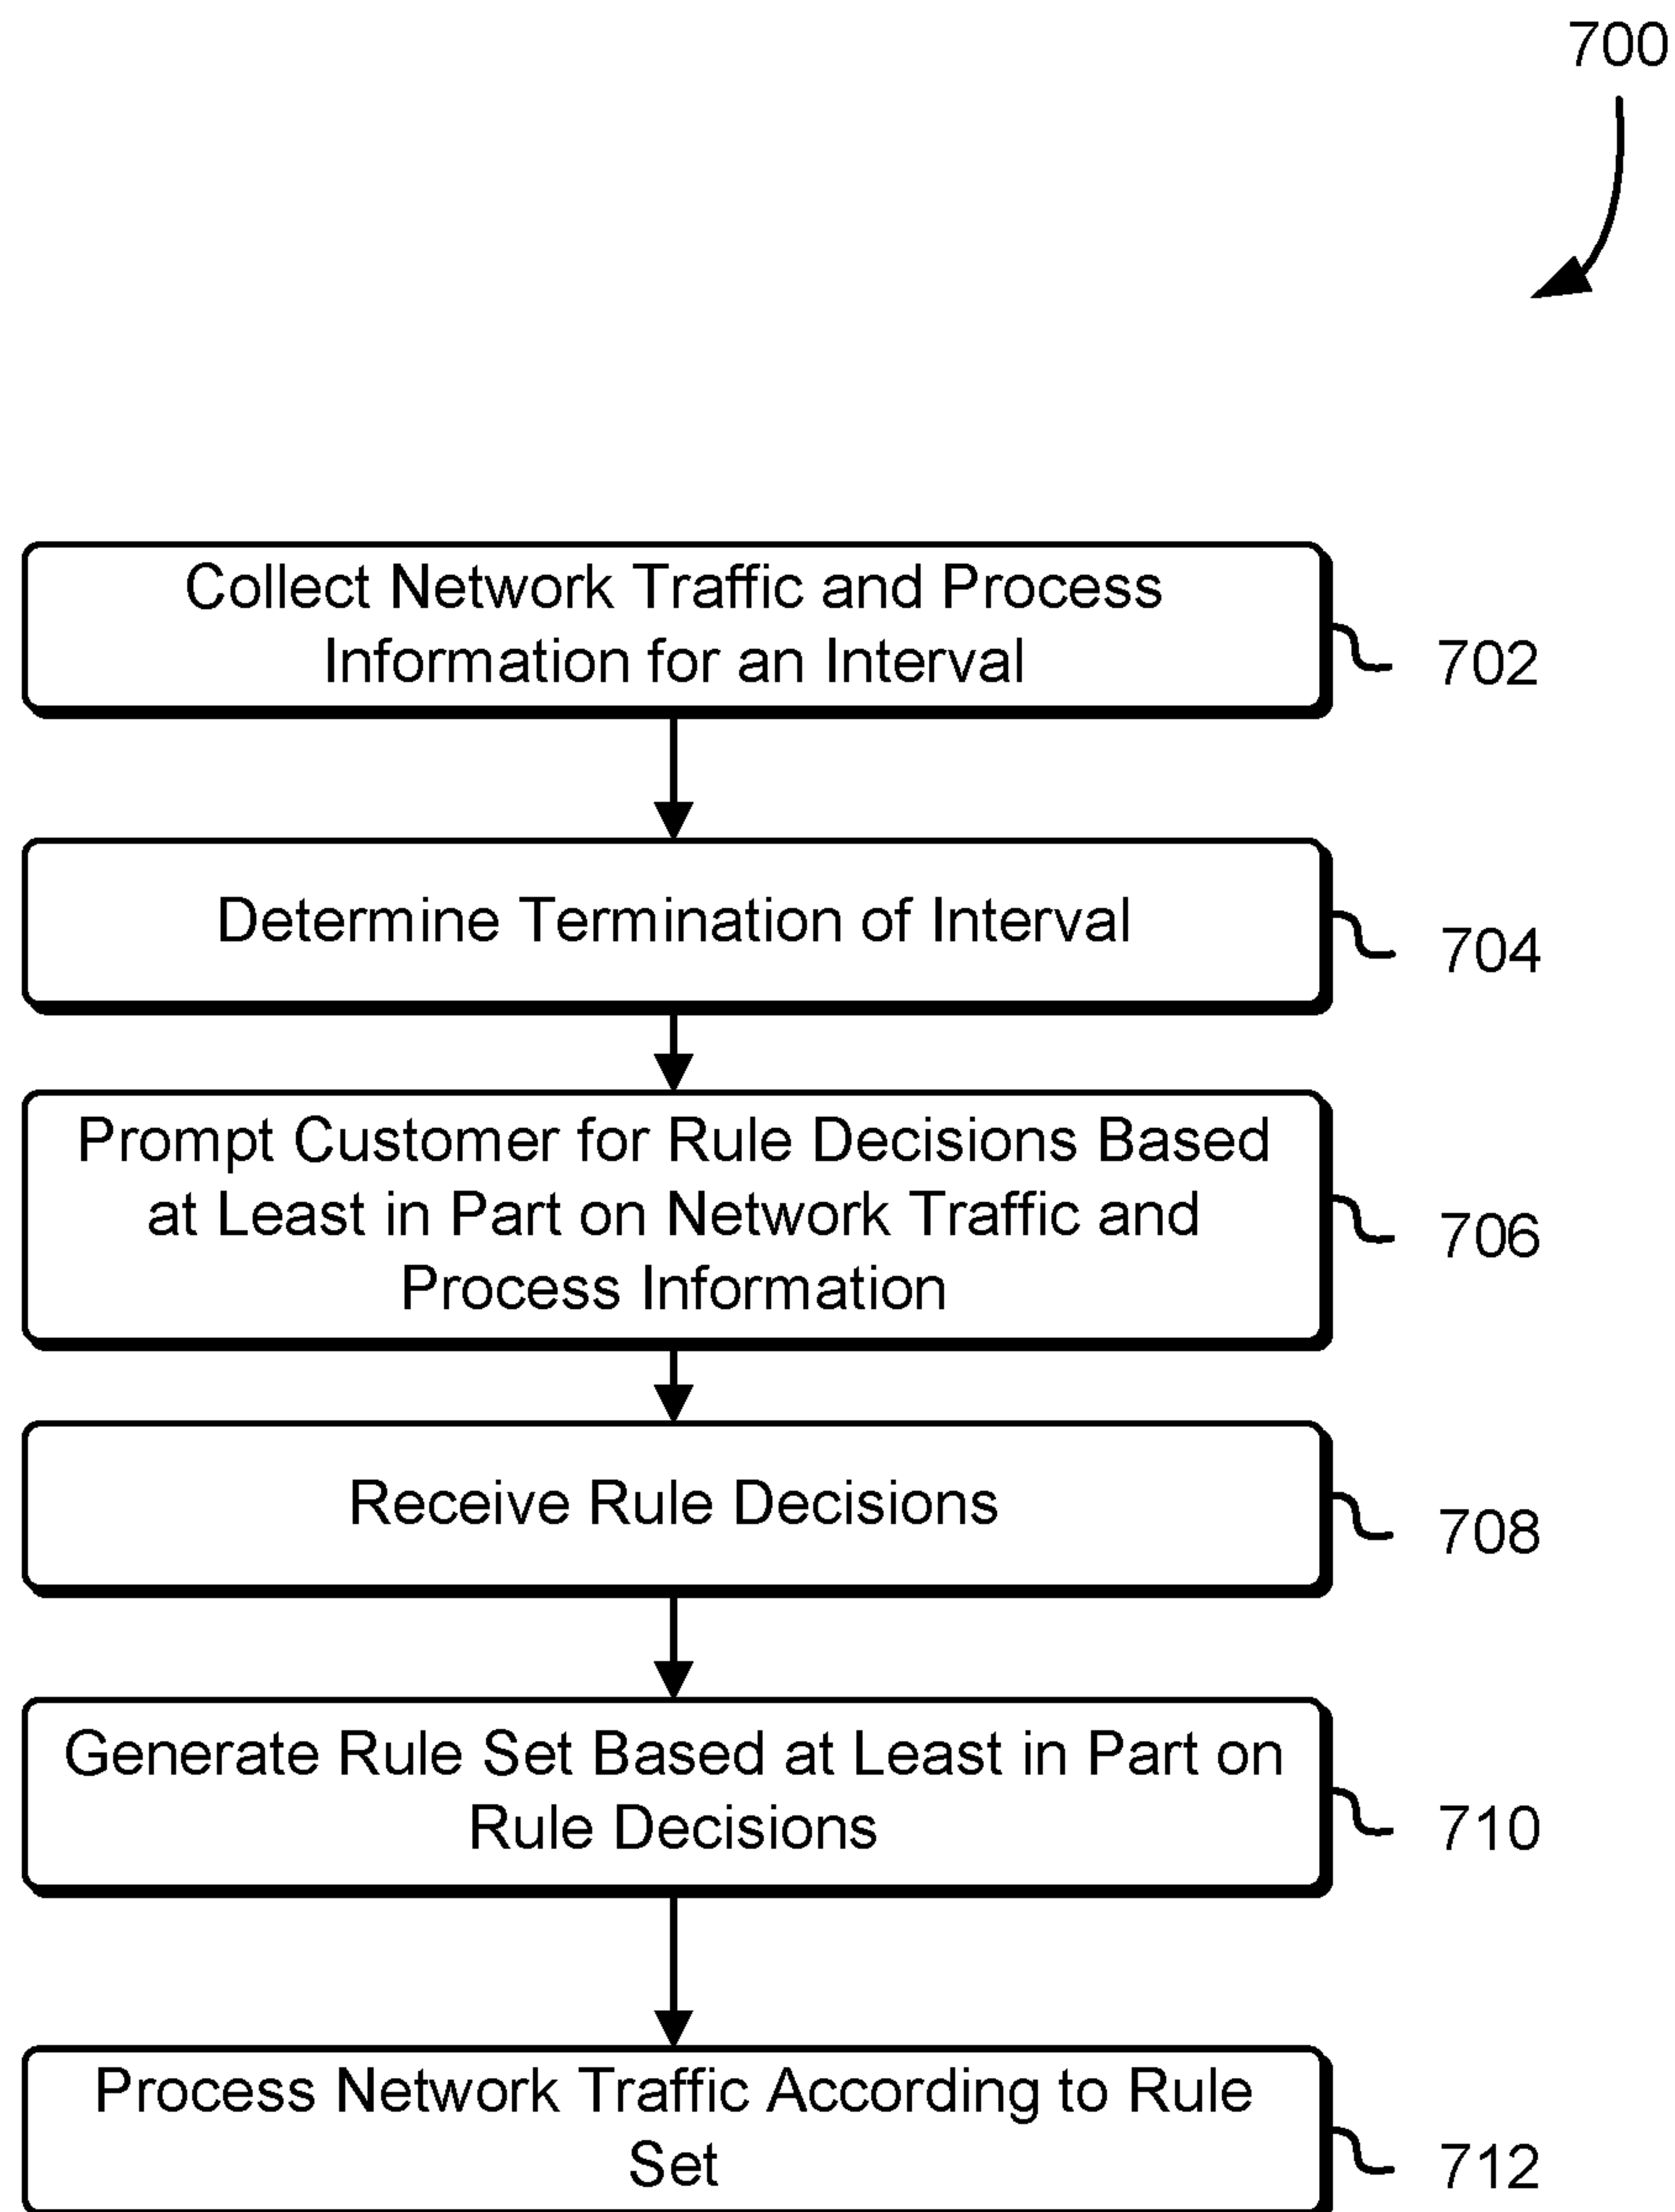 700
Collect Network Traffic and Process
Information for an Interval
702
Determine Termination of Interval
704
Prompt Customer for Rule Decisions Based
at Least in Part on Network Traffic and
Process Information
706
Receive Rule Decisions
708
Generate Rule Set Based at Least in Part on
Rule Decisions
710
Process Network Traffic According to Rule
Set
712